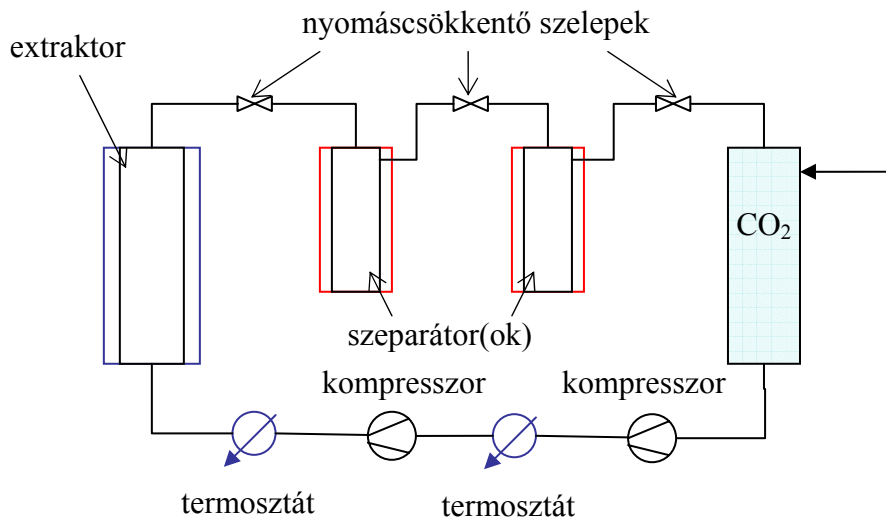 nyomáscsökkentő szelepek
extraktor
CO₂
szeparátor(ok)
kompresszor
kompresszor
termosztát
termosztát